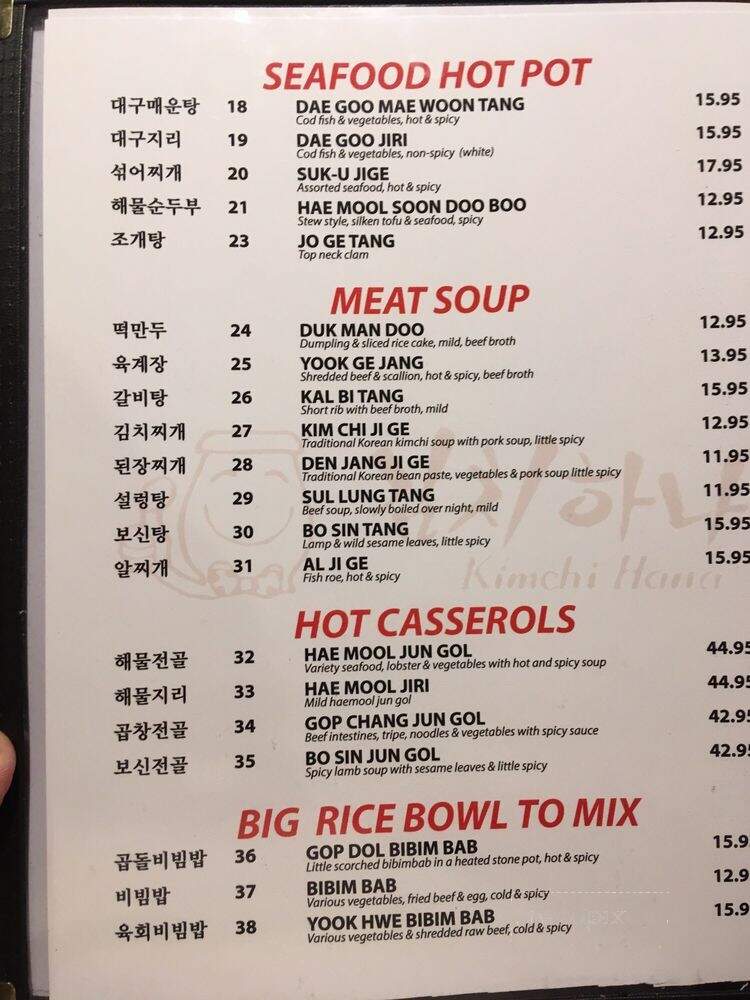 SEAFOOD HOT POT
대구매운탕 18 DAE GOO MAE WOON TANG 15.95
Cod fish & vegetables, hot & spicy
대구지리 19 DAE GOO JIRI 15.95
Cod fish & vegetables, non-spicy (white)
섞어찌개 20 SUK-U JIGE 17.95
Assorted seafood, hot & spicy
해물순두부 21 HAE MOOL SOON DOO BOO 12.95
Stew style, silken tofu & seafood, spicy
조개탕 23 JO GE TANG 12.95
Top neck clam
MEAT SOUP
떡만두 24 DUK MAN DOO 12.95
Dumpling & sliced rice cake, mild, beef broth
육계장 25 YOOK GE JANG 13.95
Shredded beef & scallion, hot & spicy, beef broth
갈비탕 26 KAL BI TANG 15.95
Short rib with beef broth, mild
김치찌개 27 KIM CHI JI GE 12.95
Traditional Korean kimchi soup with pork soup, little spicy
된장찌개 28 DEN JANG JI GE 11.95
Traditional Korean bean paste, vegetables & pork soup little spicy
설렁탕 29 SUL LUNG TANG 11.95
Beef soup, slowly boiled over night, mild
보신탕 30 BO SIN TANG 15.95
Lamp & wild sesame leaves, little spicy
알찌개 31 AL JI GE 15.95
Fish roe, hot & spicy
Kimchi Hana
HOT CASSEROLS
해물전골 32 HAE MOOL JUN GOL 44.95
Variety seafood, lobster & vegetables with hot and spicy soup
해물지리 33 HAE MOOL JIRI 44.95
Mild haemool jun gol
곱창전골 34 GOP CHANG JUN GOL 42.95
Beef intestines, tripe, noodles & vegetables with spicy sauce
보신전골 35 BO SIN JUN GOL 42.95
Spicy lamb soup with sesame leaves & little spicy
BIG RICE BOWL TO MIX
곱돌비빔밥 36 GOP DOL BIBIM BAB 15.9
Little scorched bibimbab in a heated stone pot, hot & spicy
비빔밥 37 BIBIM BAB 12.9
Various vegetables, fried beef & egg, cold & spicy
육회비빔밥 38 YOOK HWE BIBIM BAB 15.9
Various vegetables & shredded raw beef, cold & spicy